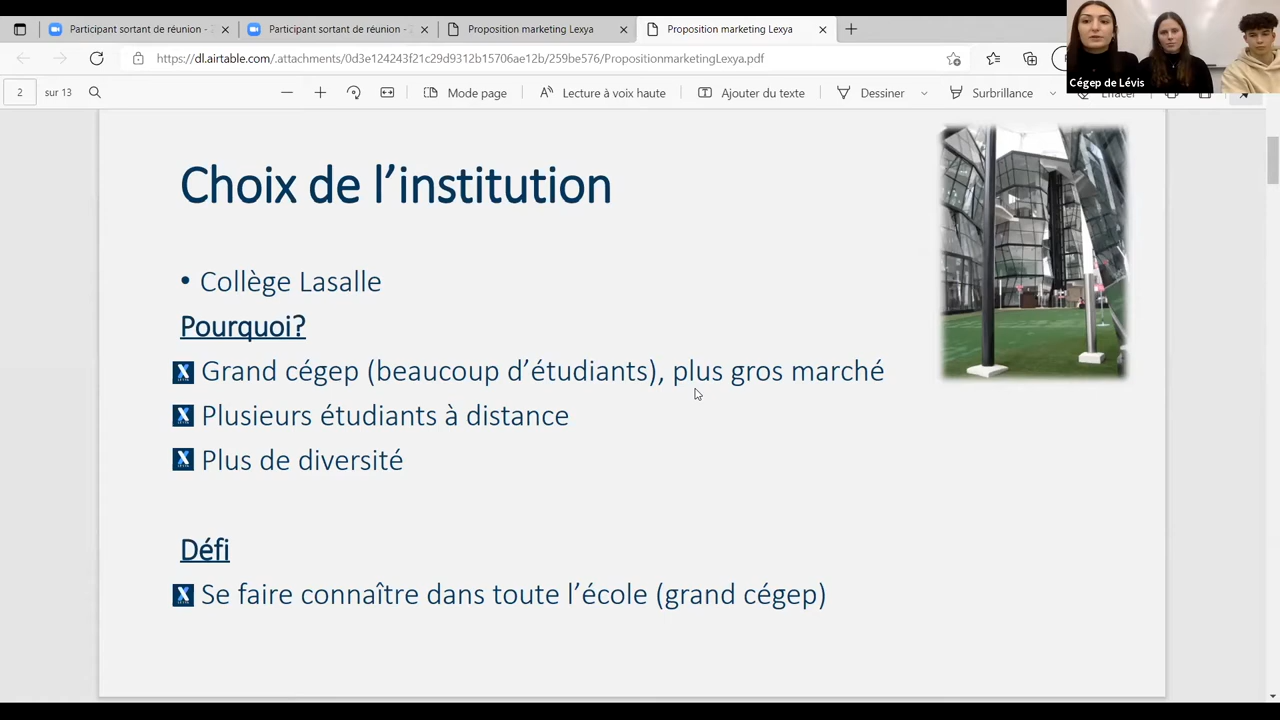 Participant sortant de réunion -
Participant sortant de réunion -
Proposition marketing Lexya
Proposition marketing Lexya
https://dl.airtable.com/.attachments/0d3224243f21c29d9312b15706ae12b/259be576/PropositionmarketingLexya.pdf
2 sur 13
Mode page
Lecture à voix haute
Ajouter du texte
Dessiner
Surbrillance
Effacer
Cégep de Lévis
Choix de l’institution
• Collège Lasalle
Pourquoi?
Grand cégep (beaucoup d’étudiants), plus gros marché
Plusieurs étudiants à distance
Plus de diversité
Défi
Se faire connaître dans toute l’école (grand cégep)